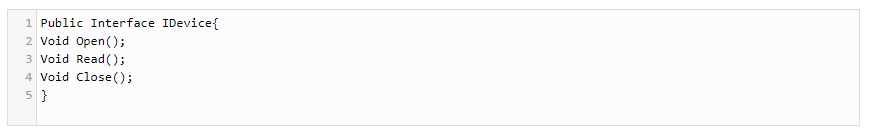 1 Public Interface IDevice{
2 Void Open();
3 Void Read();
4 Void Close();
5 }